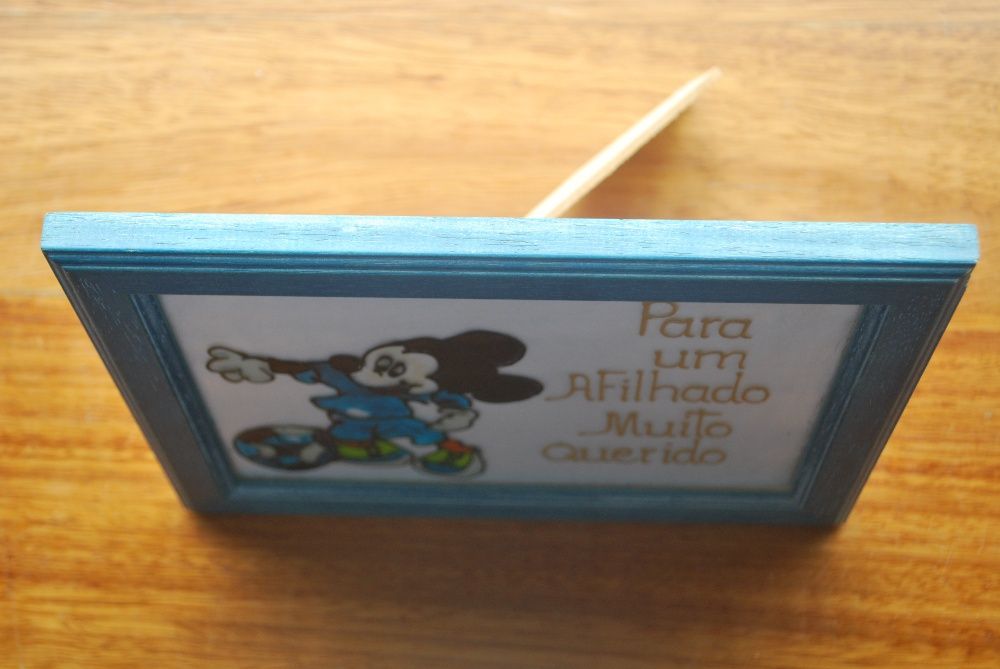 Para
um
AFilhado
Muito
Querido